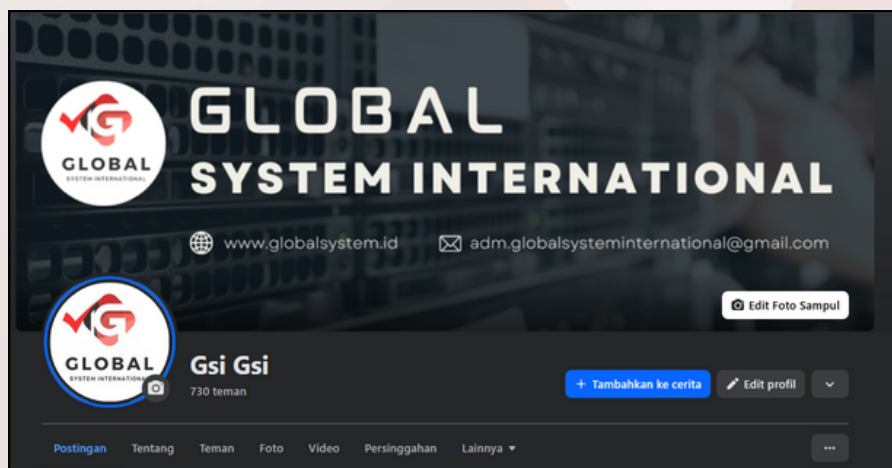 GLOBAL
SYSTEM INTERNATIONAL
GLOBAL
SYSTEM INTERNATIONAL
www.globalsystem.id
adm.globalsysteminternational@gmail.com
Edit Foto Sampul
GLOBAL
SYSTEM INTERNATIONAL
Gsi Gsi
730 teman
+ Tambahkan ke cerita
Edit profil
Postingan Tentang Teman Foto Video Persinggahan Lainnya